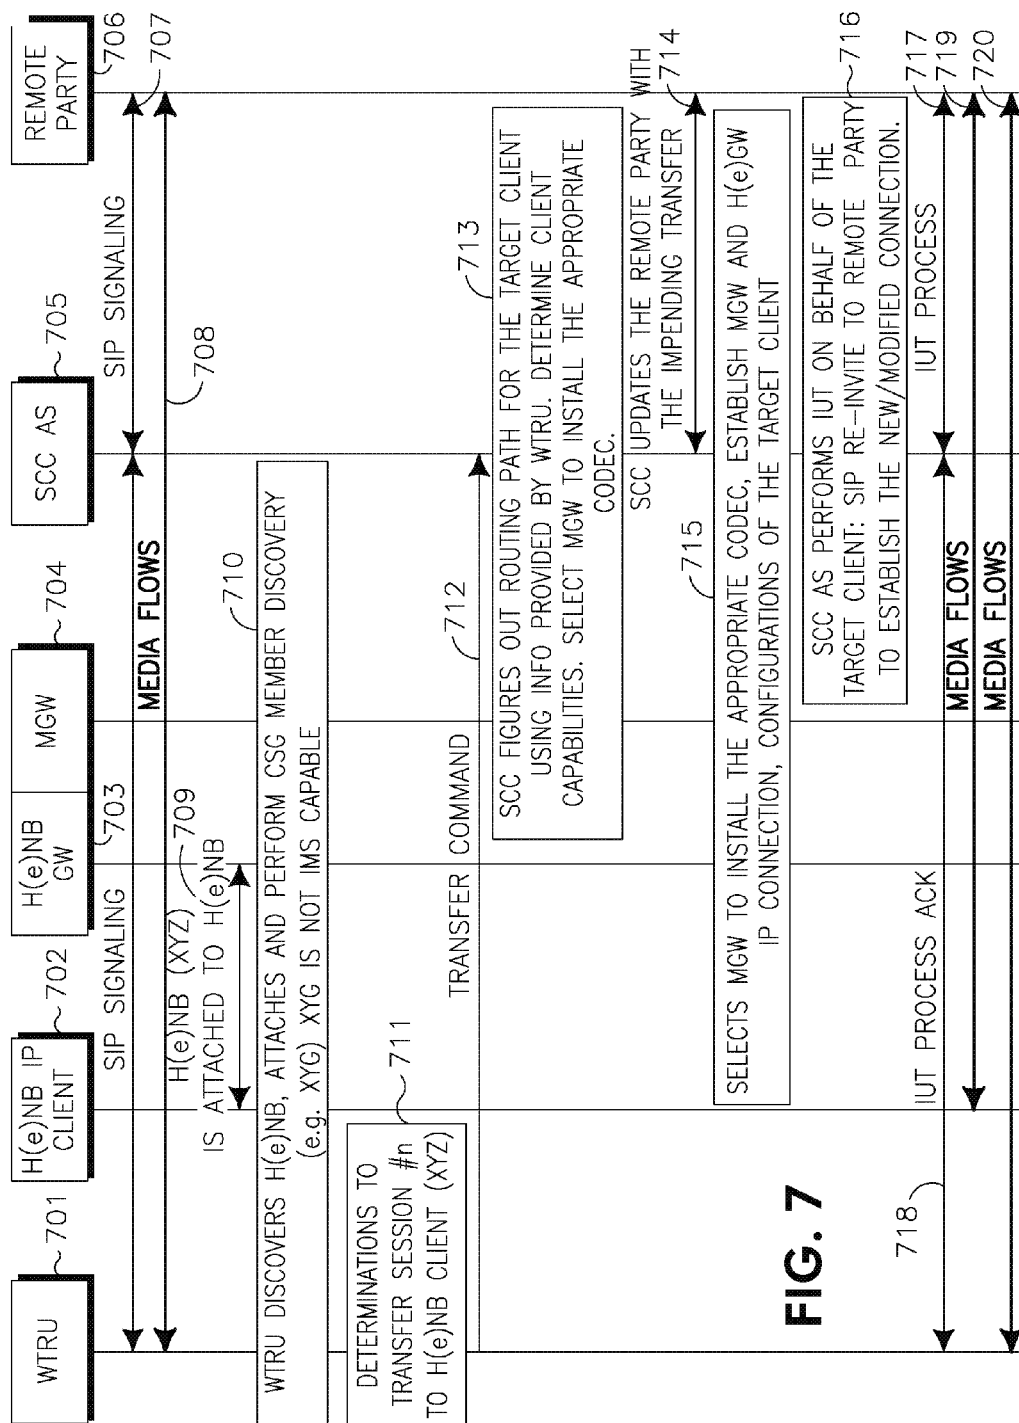 WTRU
701
H(e)NB IP
CLIENT
702
H(e)NB
GW
703
MGW
704
SCC AS
705
REMOTE
PARTY
706
SIP SIGNALING
SIP SIGNALING
707
MEDIA FLOWS
708
H(e)NB (XYZ)
IS ATTACHED TO H(e)NB
709
WTRU DISCOVERS H(e)NB, ATTACHES AND PERFORM CSG MEMBER DISCOVERY
(e.g. XYG) XYG IS NOT IMS CAPABLE
710
DETERMINATIONS TO
TRANSFER SESSION #n
TO H(e)NB CLIENT (XYZ)
711
TRANSFER COMMAND
712
SCC FIGURES OUT ROUTING PATH FOR THE TARGET CLIENT
USING INFO PROVIDED BY WTRU. DETERMINE CLIENT
CAPABILITIES. SELECT MGW TO INSTALL THE APPROPRIATE
CODEC.
713
SCC UPDATES THE REMOTE PARTY WITH
THE IMPENDING TRANSFER
714
715
SELECTS MGW TO INSTALL THE APPROPRIATE CODEC, ESTABLISH MGW AND H(e)GW
IP CONNECTION, CONFIGURATIONS OF THE TARGET CLIENT
SCC AS PERFORMS IUT ON BEHALF OF THE
TARGET CLIENT: SIP RE-INVITE TO REMOTE PARTY
TO ESTABLISH THE NEW/MODIFIED CONNECTION.
716
IUT PROCESS ACK
IUT PROCESS
717
718
MEDIA FLOWS
719
MEDIA FLOWS
720
FIG. 7